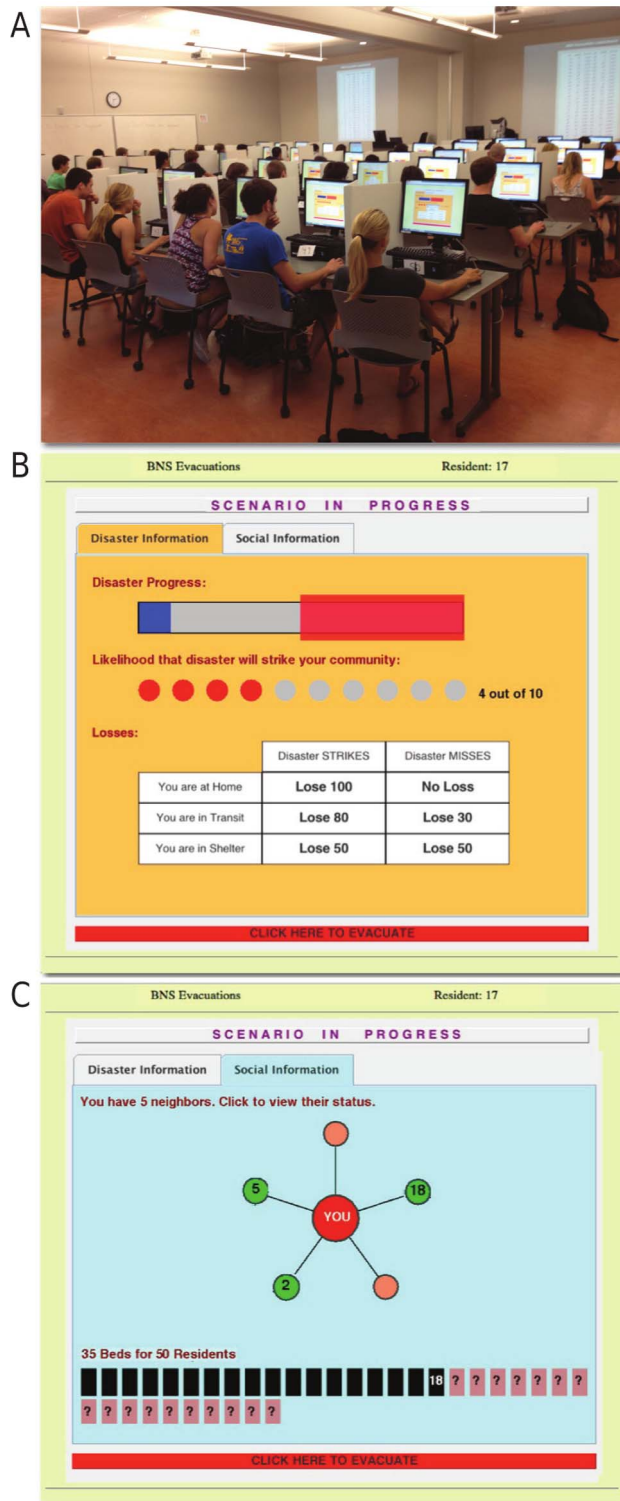 A
B
BNS Evacuations Resident: 17
SCENARIO IN PROGRESS
Disaster Information Social Information
Disaster Progress:
Likelihood that disaster will strike your community:
4 out of 10
Losses:
Disaster STRIKES Disaster MISSES
You are at Home Lose 100 No Loss
You are in Transit Lose 80 Lose 30
You are in Shelter Lose 50 Lose 50
CLICK HERE TO EVACUATE
C
BNS Evacuations Resident: 17
SCENARIO IN PROGRESS
Disaster Information Social Information
You have 5 neighbors. Click to view their status.
5 18
YOU
2
35 Beds for 50 Residents
18 ? ? ? ? ? ? ?
? ? ? ? ? ? ? ? ? ?
CLICK HERE TO EVACUATE